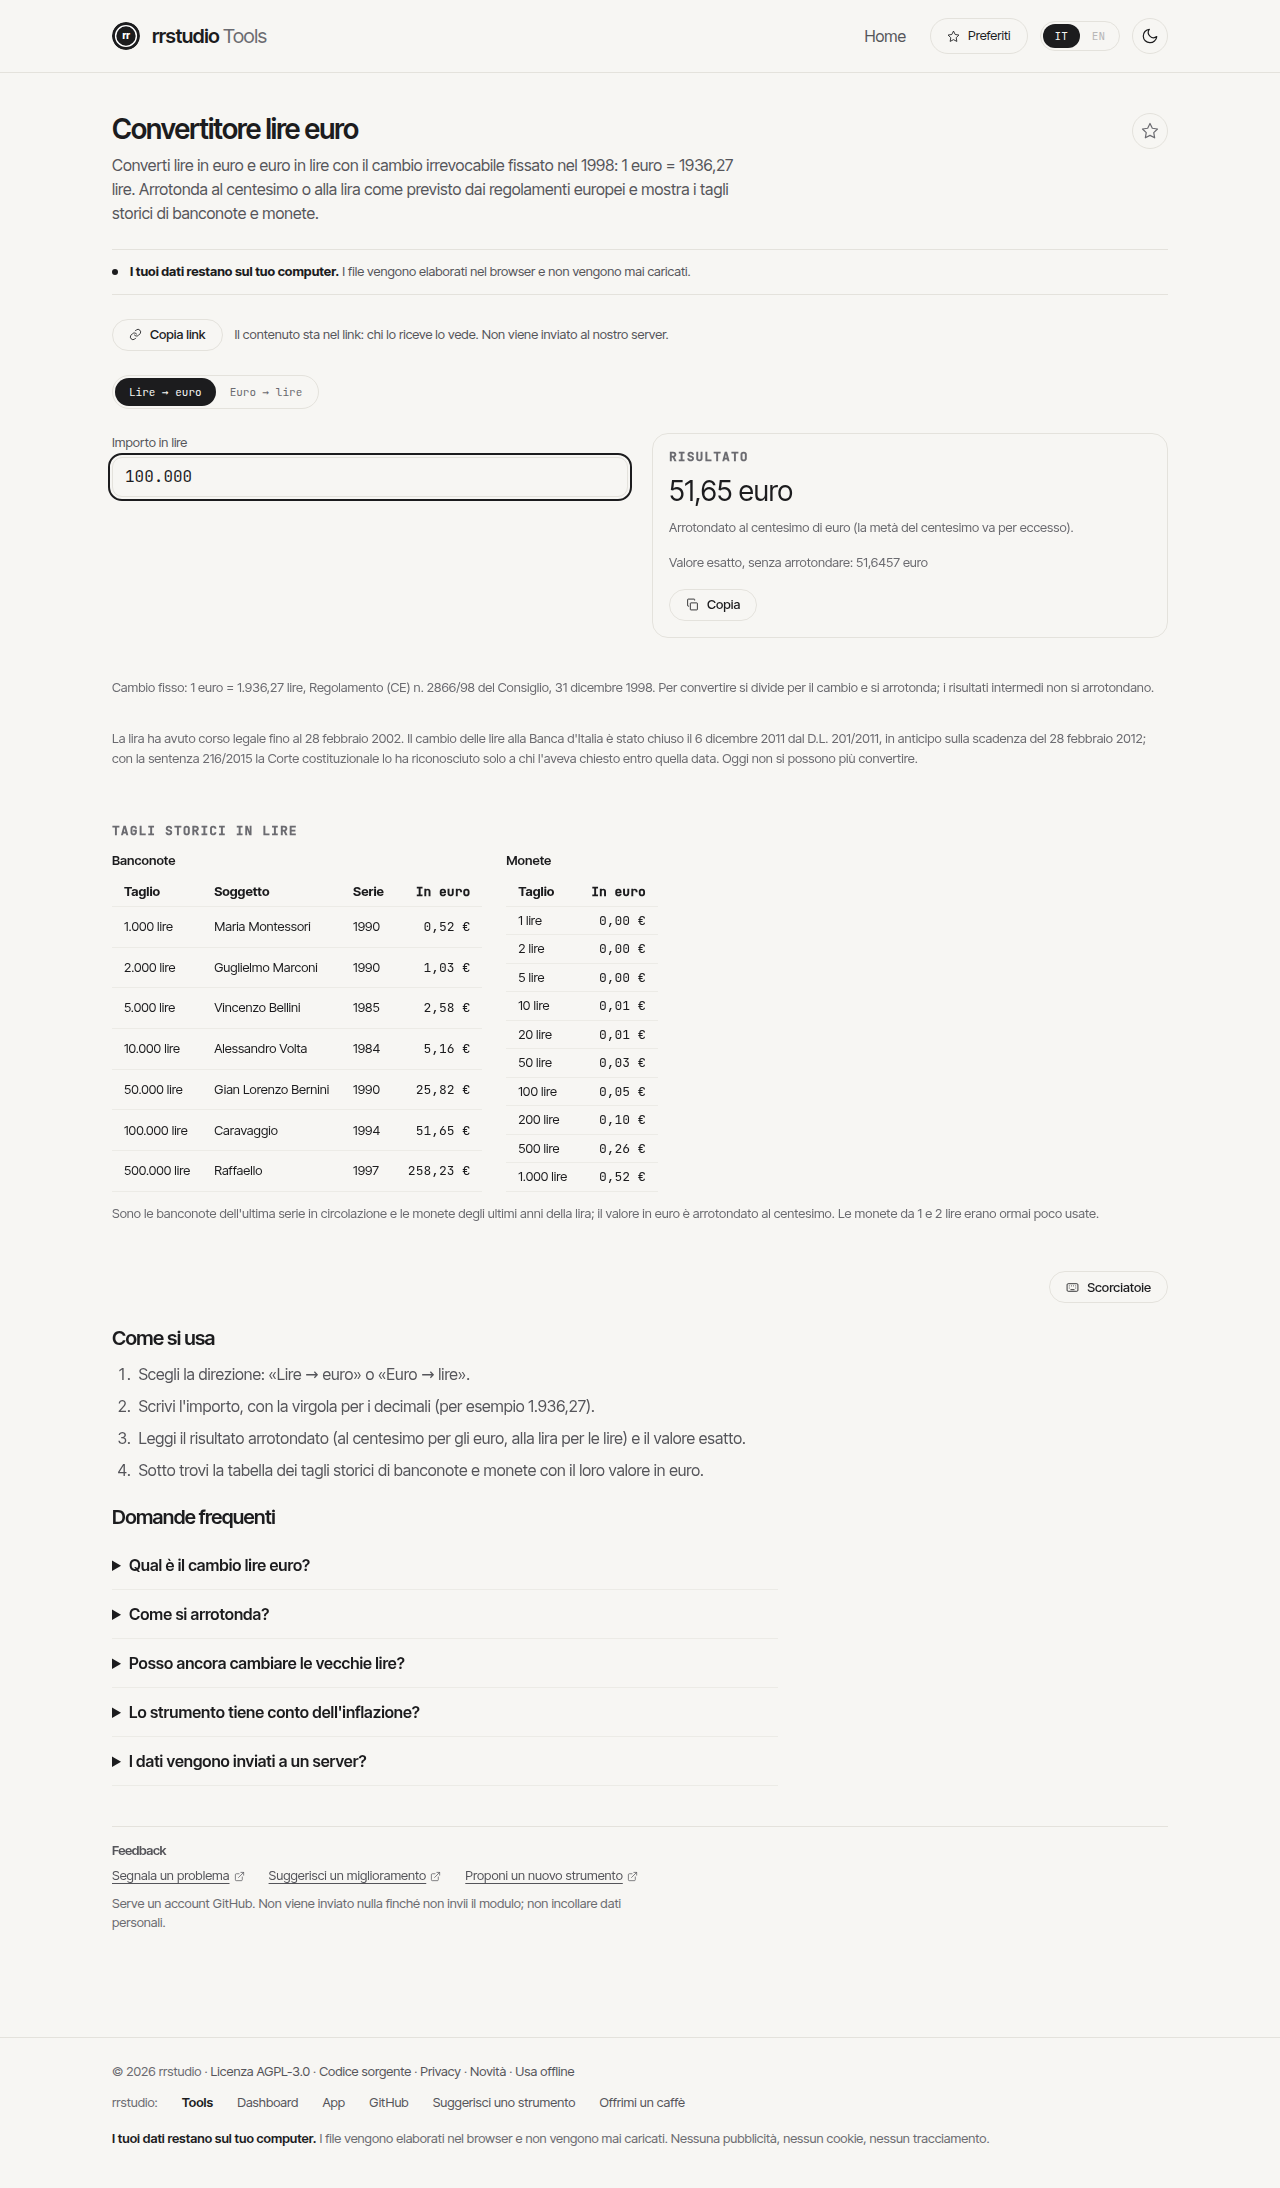 rr rrstudio Tools
Home
Preferiti
IT EN
Convertitore lire euro
Converti lire in euro e euro in lire con il cambio irrevocabile fissato nel 1998: 1 euro = 1936,27
lire. Arrotonda al centesimo o alla lira come previsto dai regolamenti europei e mostra i tagli
storici di banconote e monete.
I tuoi dati restano sul tuo computer. I file vengono elaborati nel browser e non vengono mai caricati.
Copia link
Il contenuto sta nel link: chi lo riceve lo vede. Non viene inviato al nostro server.
Lire → euro Euro → lire
Importo in lire
100.000
RISULTATO
51,65 euro
Arrotondato al centesimo di euro (la metà del centesimo va per eccesso).
Valore esatto, senza arrotondare: 51,6457 euro
Copia
Cambio fisso: 1 euro = 1.936,27 lire, Regolamento (CE) n. 2866/98 del Consiglio, 31 dicembre 1998. Per convertire si divide per il cambio e si arrotonda; i risultati intermedi non si arrotondano.
La lira ha avuto corso legale fino al 28 febbraio 2002. Il cambio delle lire alla Banca d'Italia è stato chiuso il 6 dicembre 2011 dal D.L. 201/2011, in anticipo sulla scadenza del 28 febbraio 2012;
con la sentenza 216/2015 la Corte costituzionale lo ha riconosciuto solo a chi l'aveva chiesto entro quella data. Oggi non si possono più convertire.
TAGLI STORICI IN LIRE
Banconote
Taglio Soggetto Serie In euro
1.000 lire Maria Montessori 1990 0,52 €
2.000 lire Guglielmo Marconi 1990 1,03 €
5.000 lire Vincenzo Bellini 1985 2,58 €
10.000 lire Alessandro Volta 1984 5,16 €
50.000 lire Gian Lorenzo Bernini 1990 25,82 €
100.000 lire Caravaggio 1994 51,65 €
500.000 lire Raffaello 1997 258,23 €
Monete
Taglio In euro
1 lire 0,00 €
2 lire 0,00 €
5 lire 0,00 €
10 lire 0,01 €
20 lire 0,01 €
50 lire 0,03 €
100 lire 0,05 €
200 lire 0,10 €
500 lire 0,26 €
1.000 lire 0,52 €
Sono le banconote dell'ultima serie in circolazione e le monete degli ultimi anni della lira; il valore in euro è arrotondato al centesimo. Le monete da 1 e 2 lire erano ormai poco usate.
Scorciatoie
Come si usa
1. Scegli la direzione: «Lire → euro» o «Euro → lire».
2. Scrivi l'importo, con la virgola per i decimali (per esempio 1.936,27).
3. Leggi il risultato arrotondato (al centesimo per gli euro, alla lira per le lire) e il valore esatto.
4. Sotto trovi la tabella dei tagli storici di banconote e monete con il loro valore in euro.
Domande frequenti
Qual è il cambio lire euro?
Come si arrotonda?
Posso ancora cambiare le vecchie lire?
Lo strumento tiene conto dell'inflazione?
I dati vengono inviati a un server?
Feedback
Segnala un problema Suggerisci un miglioramento Proponi un nuovo strumento
Serve un account GitHub. Non viene inviato nulla finché non invii il modulo; non incollare dati
personali.
© 2026 rrstudio · Licenza AGPL-3.0 · Codice sorgente · Privacy · Novità · Usa offline
rrstudio: Tools Dashboard App GitHub Suggerisci uno strumento Offrimi un caffè
I tuoi dati restano sul tuo computer. I file vengono elaborati nel browser e non vengono mai caricati. Nessuna pubblicità, nessun cookie, nessun tracciamento.